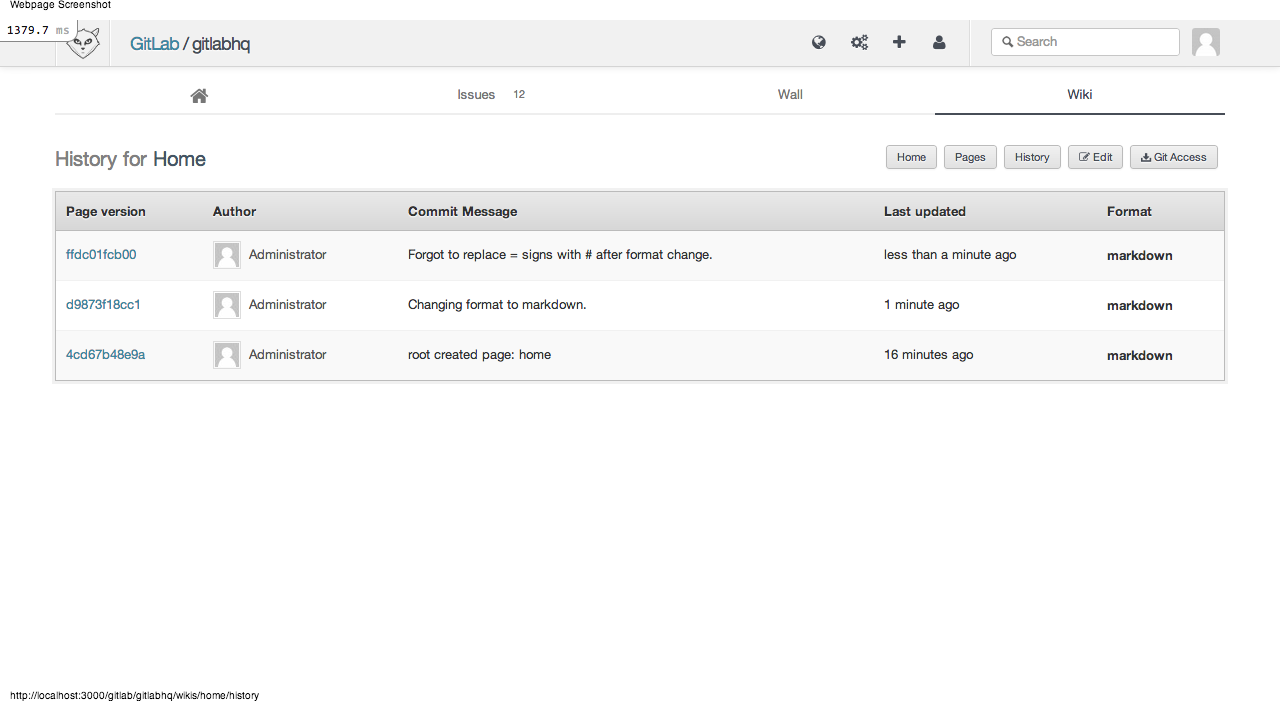 Webpage Screenshot
1379.7 ms
GitLab / gitlabhq
Search
Issues 12 Wall Wiki
History for Home
Home Pages History Edit Git Access
Page version Author Commit Message Last updated Format
ffdc01fcb00 Administrator Forgot to replace = signs with # after format change. less than a minute ago markdown
d9873f18cc1 Administrator Changing format to markdown. 1 minute ago markdown
4cd67b48e9a Administrator root created page: home 16 minutes ago markdown
http://localhost:3000/gitlab/gitlabhq/wikis/home/history